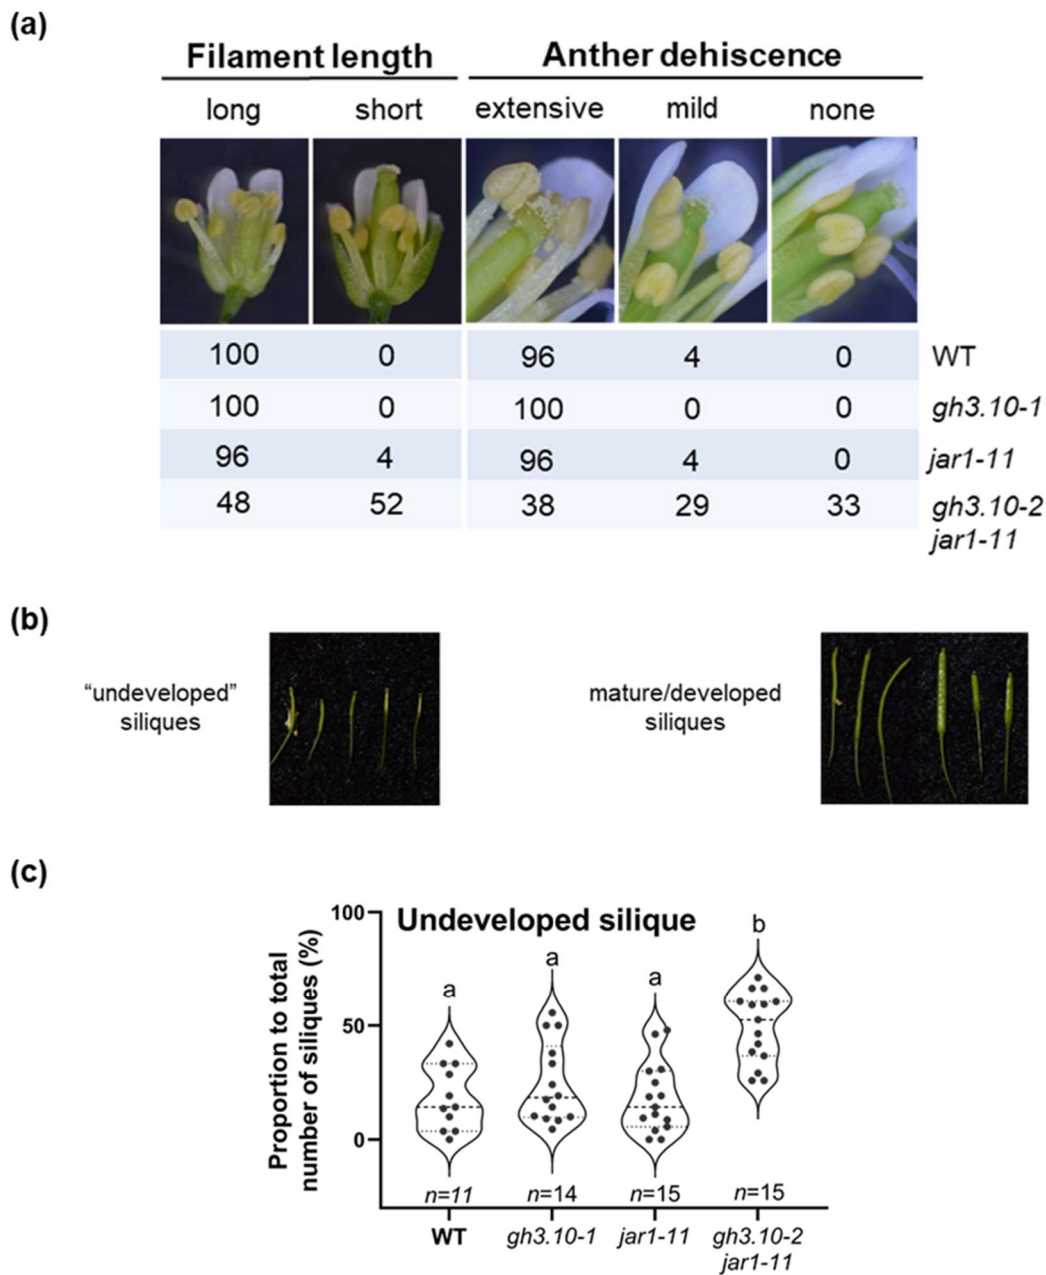 (a)
Filament length Anther dehiscence
long short extensive mild none
100 0 96 4 0 WT
100 0 100 0 0 gh3.10-1
96 4 96 4 0 jar1-11
48 52 38 29 33 gh3.10-2
jar1-11
(b)
“undeveloped”
siliques
mature/developed
siliques
(c)
Undeveloped silique
Proportion to total
number of siliques (%)
100
50
0
a a a b
n=11 n=14 n=15 n=15
WT gh3.10-1 jar1-11 gh3.10-2
jar1-11